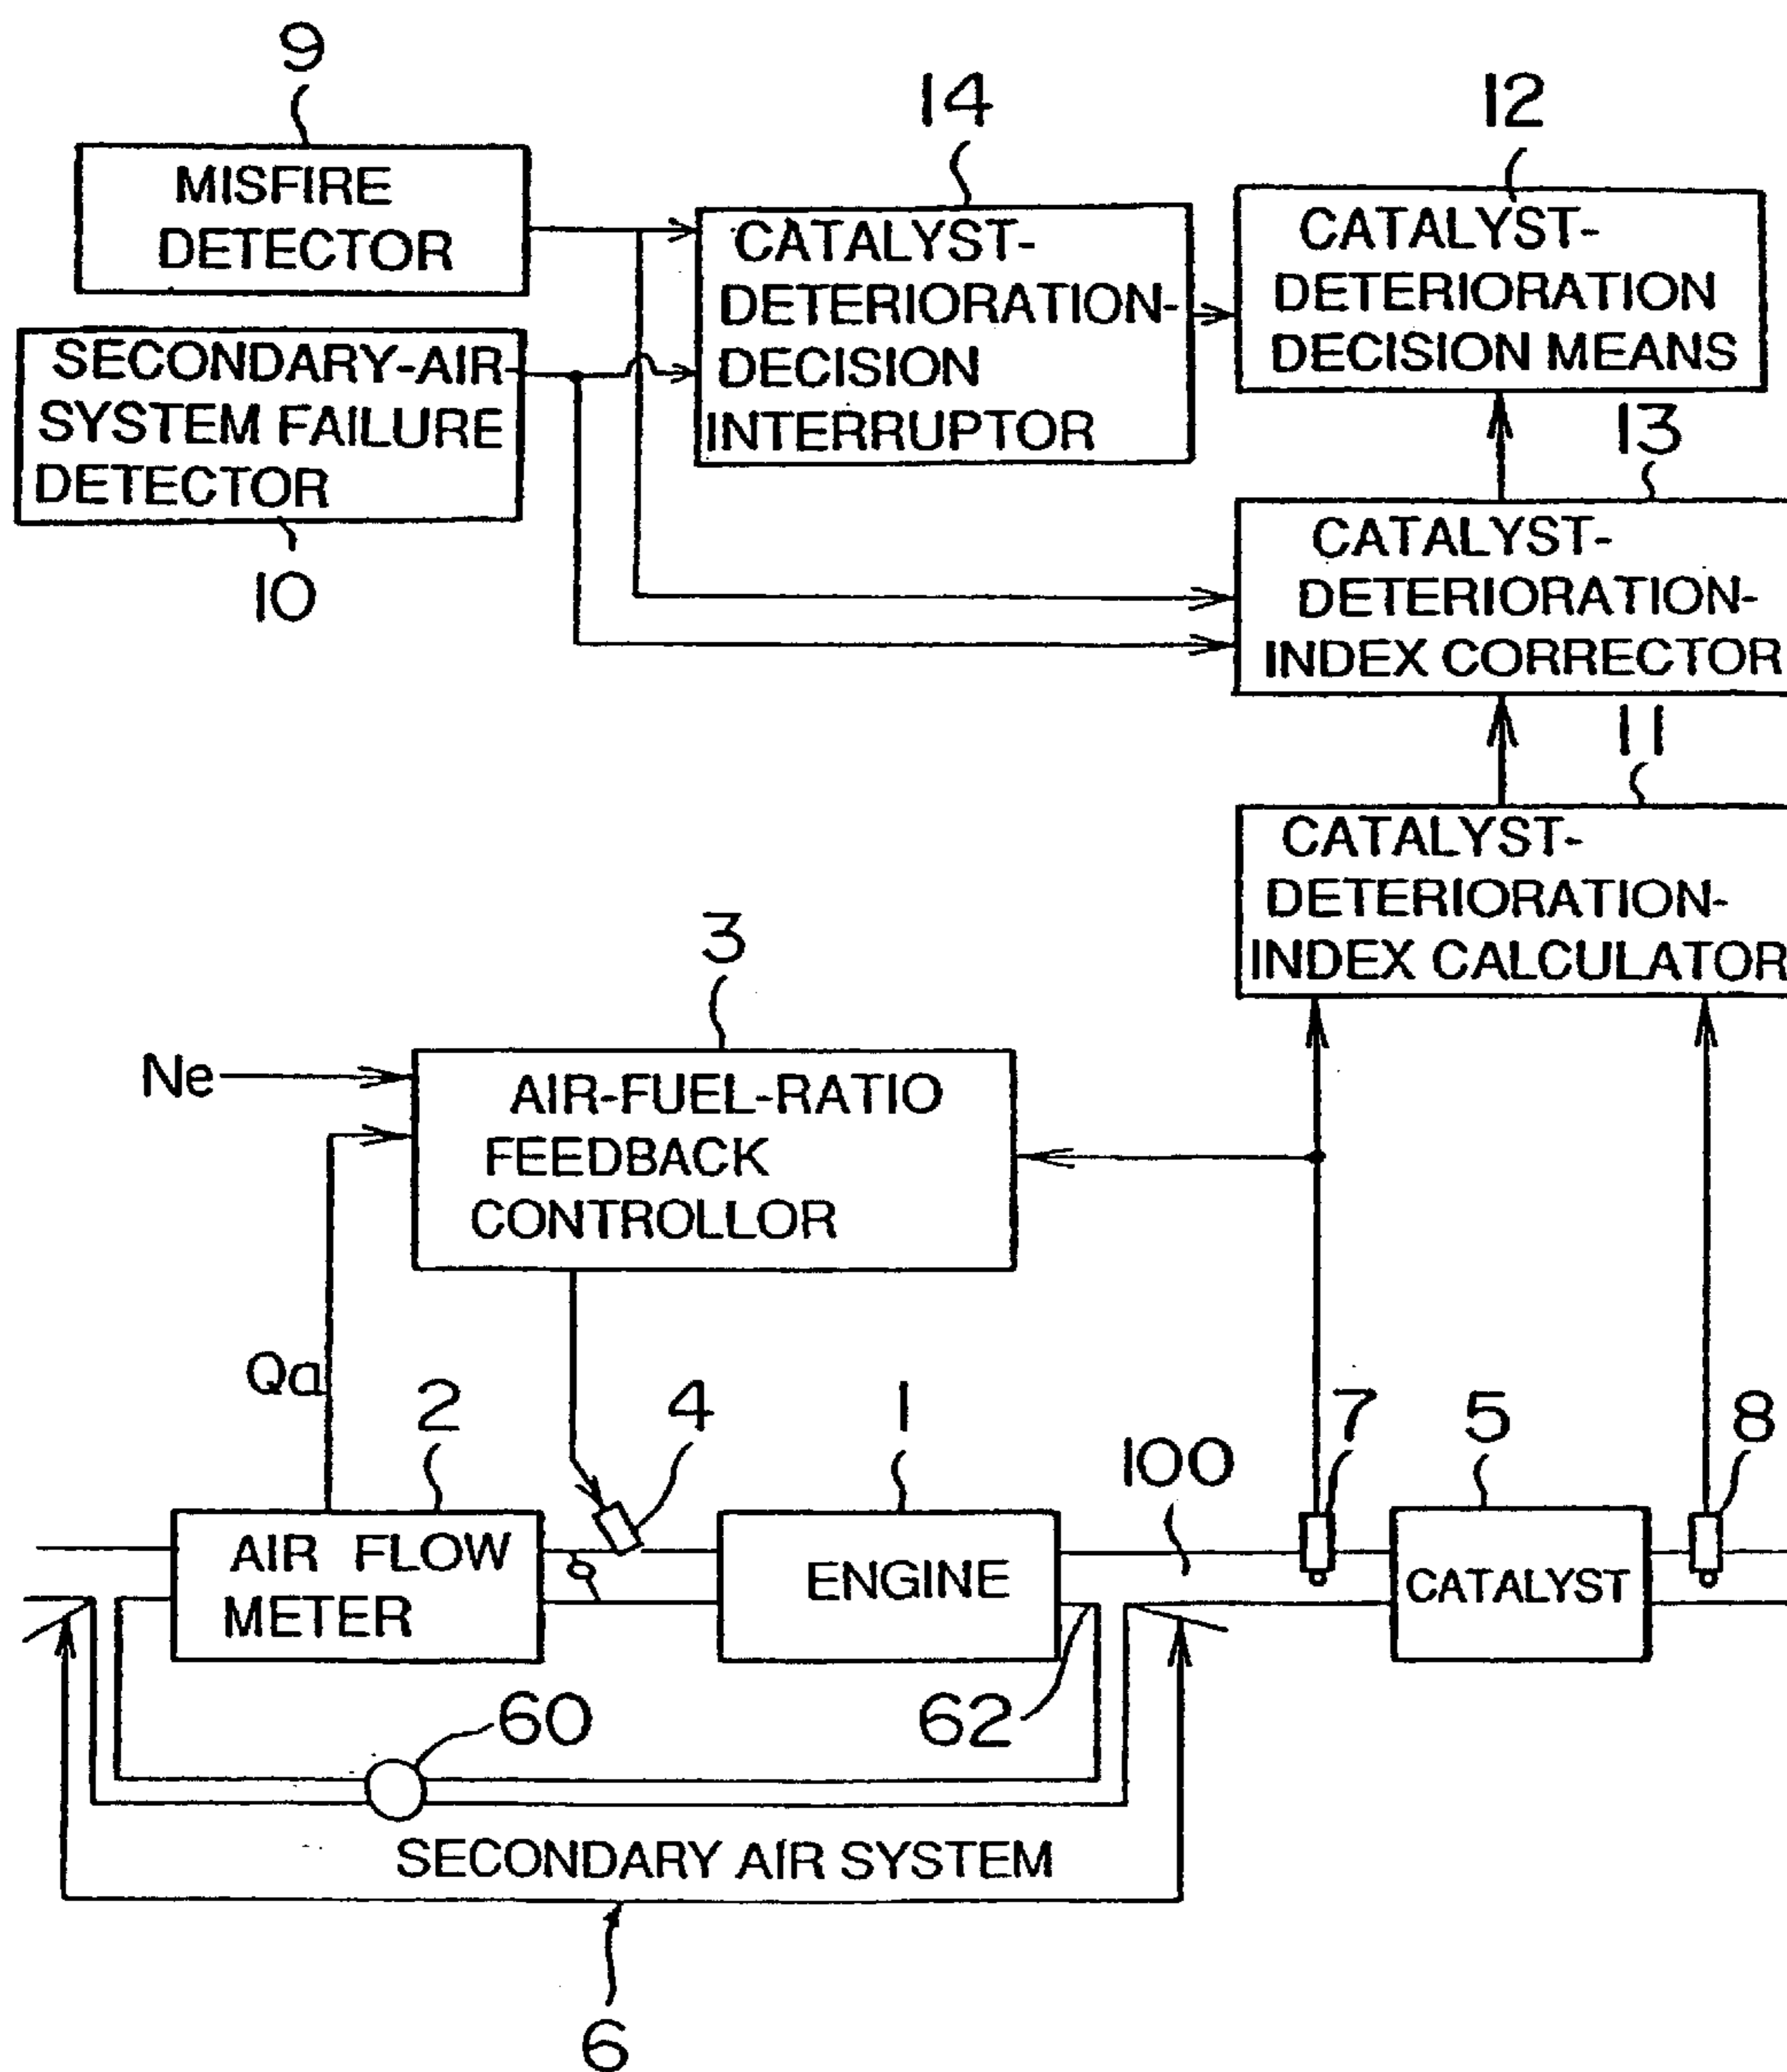 9
14
12
MISFIRE
DETECTOR
CATALYST-
DETERIORATION-
DECISION
INTERRUPTOR
CATALYST-
DETERIORATION
DECISION MEANS
SECONDARY-AIR-
SYSTEM FAILURE
DETECTOR
10
13
CATALYST-
DETERIORATION-
INDEX CORRECTOR
11
CATALYST-
DETERIORATION-
INDEX CALCULATOR
3
Ne
AIR-FUEL-RATIO
FEEDBACK
CONTROLLOR
Qa
2
4
1
100
7
5
8
AIR FLOW
METER
ENGINE
CATALYST
60
62
SECONDARY AIR SYSTEM
6